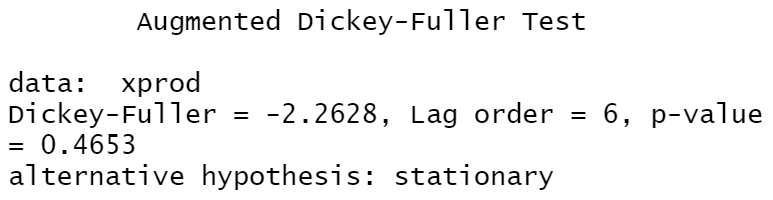 Augmented Dickey-Fuller Test
data:  xprod
Dickey-Fuller = -2.2628, Lag order = 6, p-value
= 0.4653
alternative hypothesis: stationary